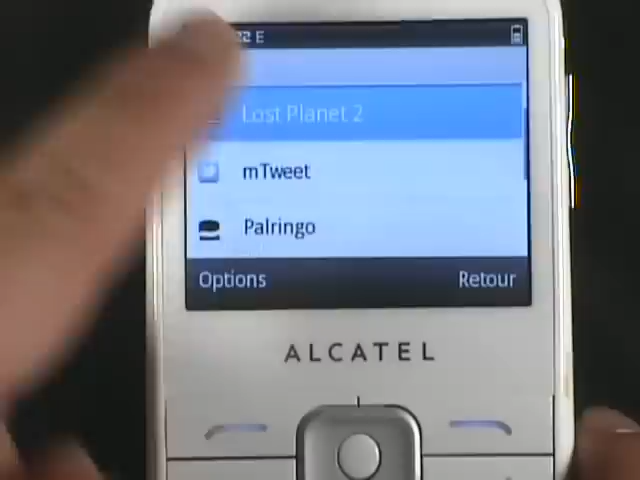 E
Lost Planet 2
mTweet
Palringo
Options Retour
ALCATEL